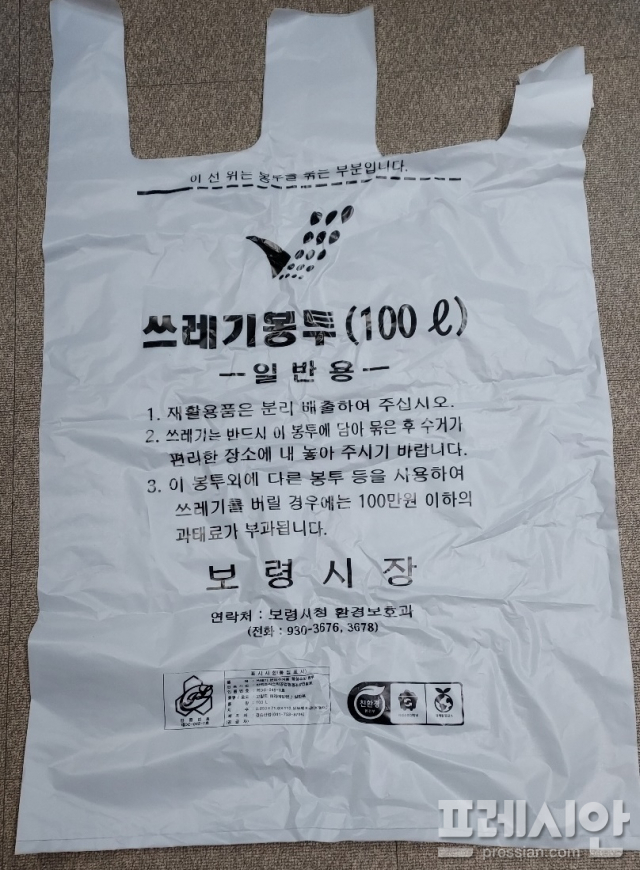 이 선 위는 봉투를 묶는 부분입니다.
쓰레기봉투(100ℓ)
-일반용-
1. 재활용품은 분리 배출하여 주십시오.
2. 쓰레기는 반드시 이 봉투에 담아 묶은 후 수거가
편리한 장소에 내 놓아 주시기 바랍니다.
3. 이 봉투외에 다른 봉투 등을 사용하여
쓰레기를 버릴 경우에는 100만원 이하의
과태료가 부과됩니다.
보령시장
연락처 : 보령시청 환경보호과
(전화 : 930-3676, 3678)
친환경
프레시안
pressian.com